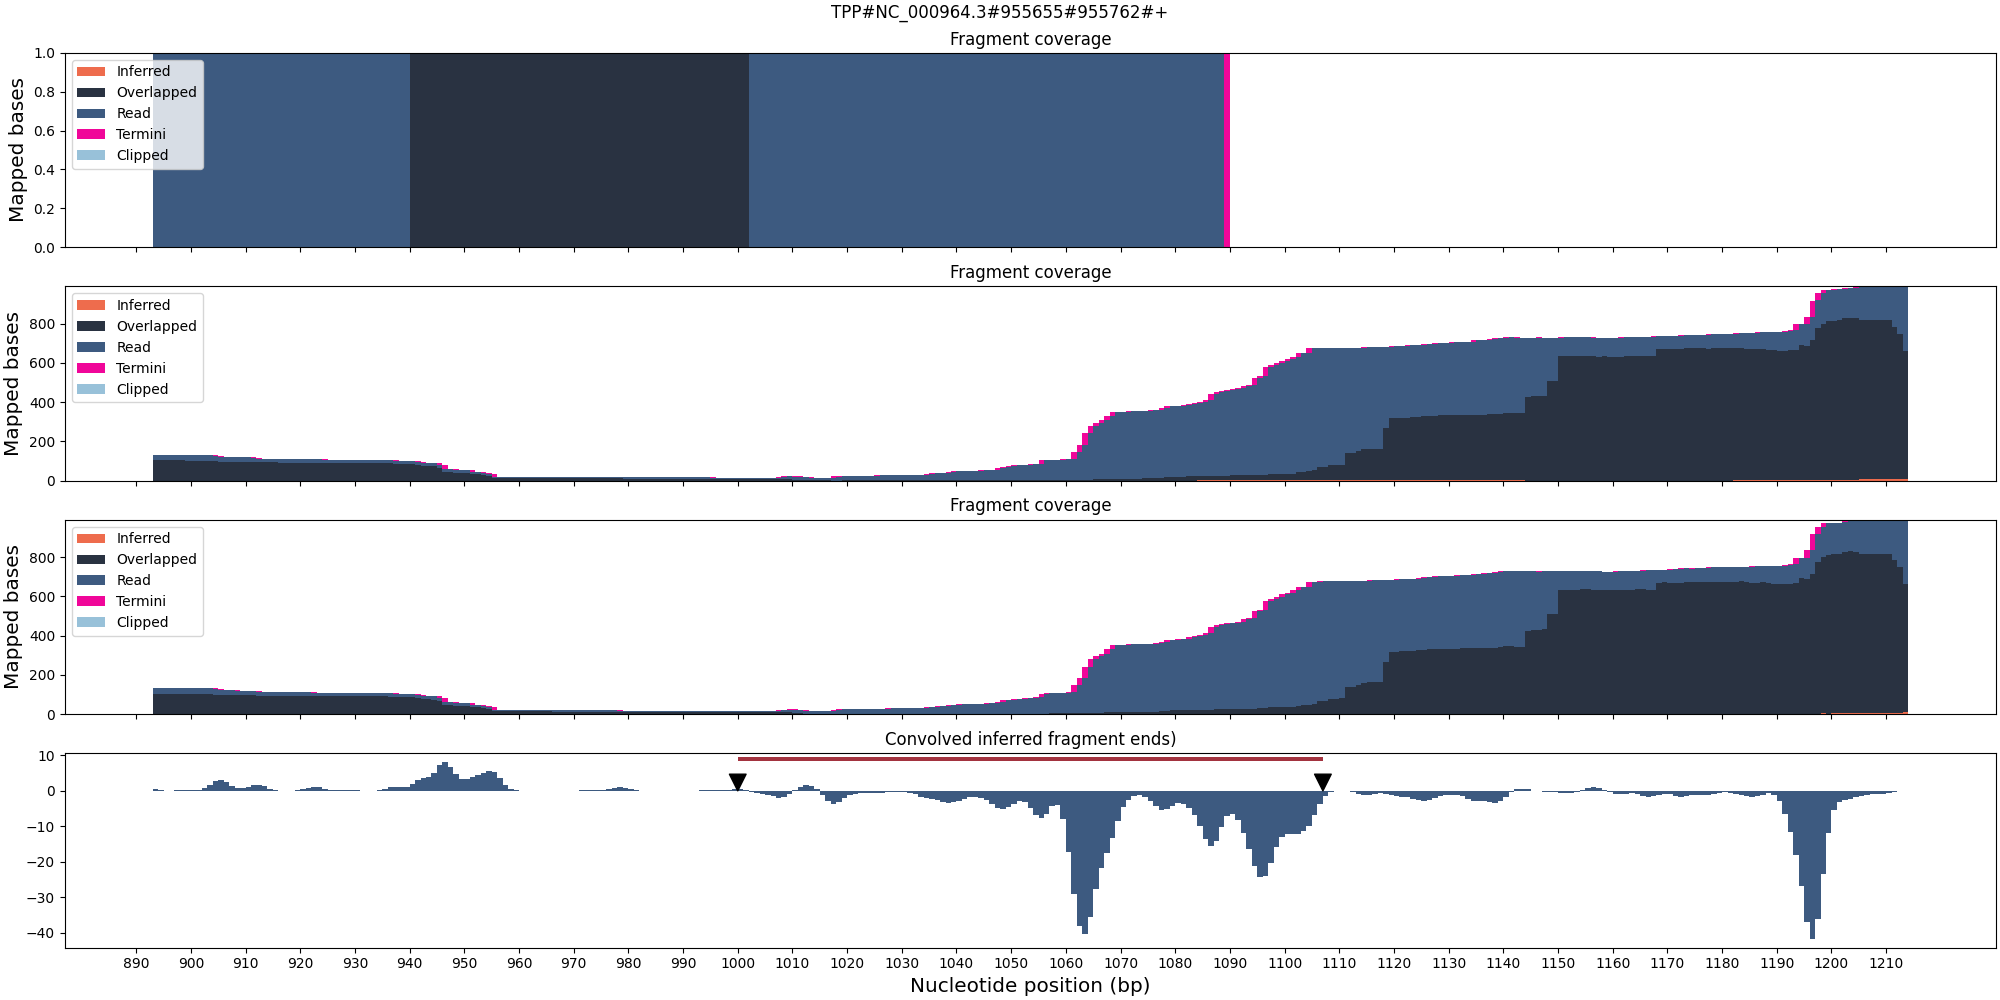 TPP#NC_000964.3#955655#955762#+
Fragment coverage
Mapped bases
1.0
0.8
0.6
0.4
0.2
0.0
Inferred
Overlapped
Read
Termini
Clipped
Fragment coverage
Mapped bases
800
600
400
200
0
Inferred
Overlapped
Read
Termini
Clipped
Fragment coverage
Mapped bases
800
600
400
200
0
Inferred
Overlapped
Read
Termini
Clipped
Convolved inferred fragment ends)
10
0
−10
−20
−30
−40
890 900 910 920 930 940 950 960 970 980 990 1000 1010 1020 1030 1040 1050 1060 1070 1080 1090 1100 1110 1120 1130 1140 1150 1160 1170 1180 1190 1200 1210
Nucleotide position (bp)